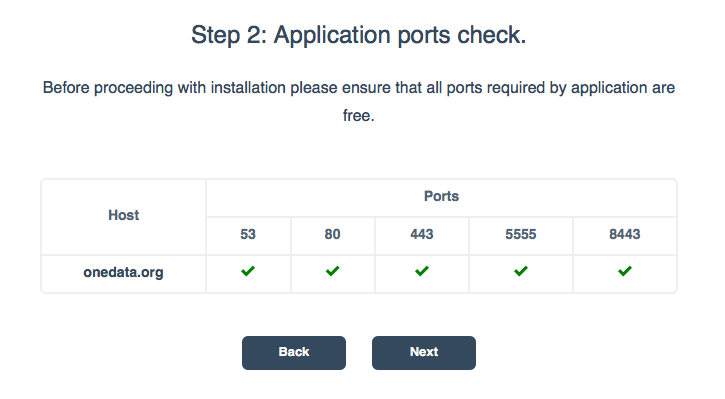 Step 2: Application ports check.
Before proceeding with installation please ensure that all ports required by application are
free.
Host
Ports
53 80 443 5555 8443
onedata.org
Back Next